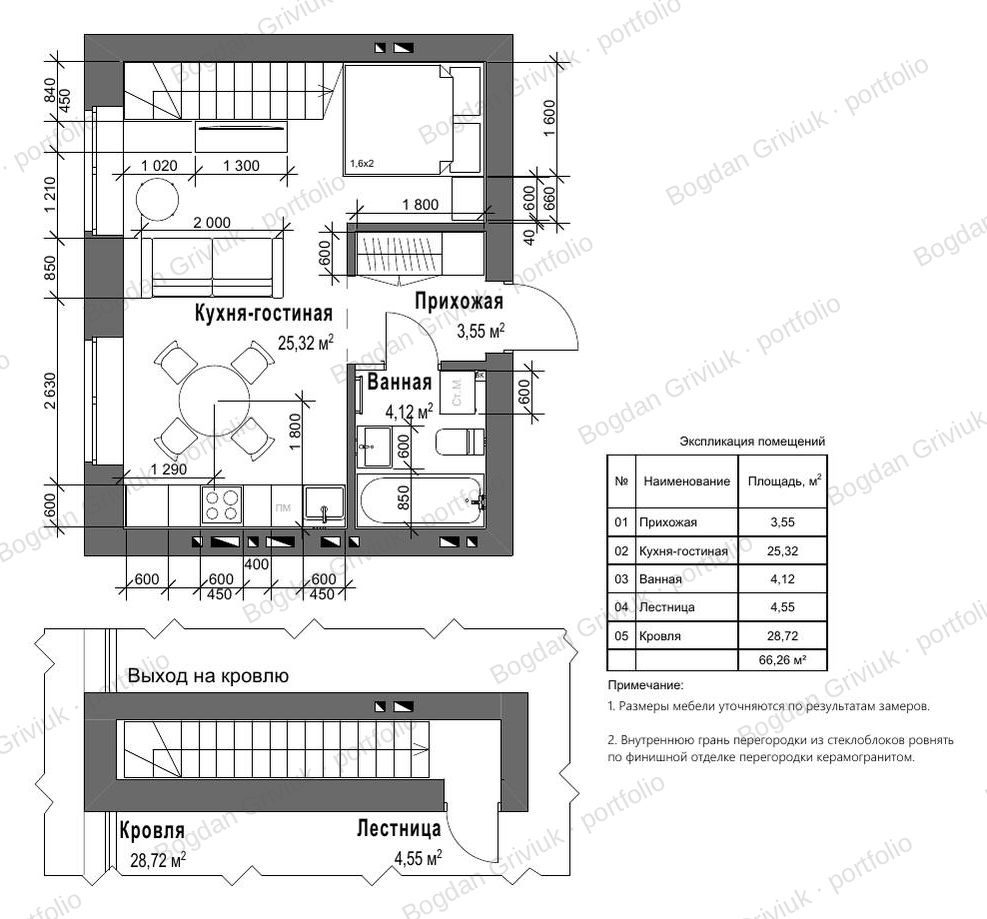 840
450
1 210
850
2 630
600
1 020
1 300
1,6x2
2 000
1 800
600
1 600
600
660
40
Кухня-гостиная
25,32 м²
Прихожая
3,55 м²
Ванная
4,12 м²
Ст.М.
600
1 800
600
850
1 290
ПМ
600
600
450
400
600
450
Выход на кровлю
Кровля
28,72 м²
Лестница
4,55 м²
Экспликация помещений
№ Наименование Площадь, м²
01 Прихожая 3,55
02 Кухня-гостиная 25,32
03 Ванная 4,12
04 Лестница 4,55
05 Кровля 28,72
66,26 м²
Примечание:
1. Размеры мебели уточняются по результатам замеров.
2. Внутреннюю грань перегородки из стеклоблоков ровнять
по финишной отделке перегородки керамогранитом.
Bogdan Griviuk · portfolio